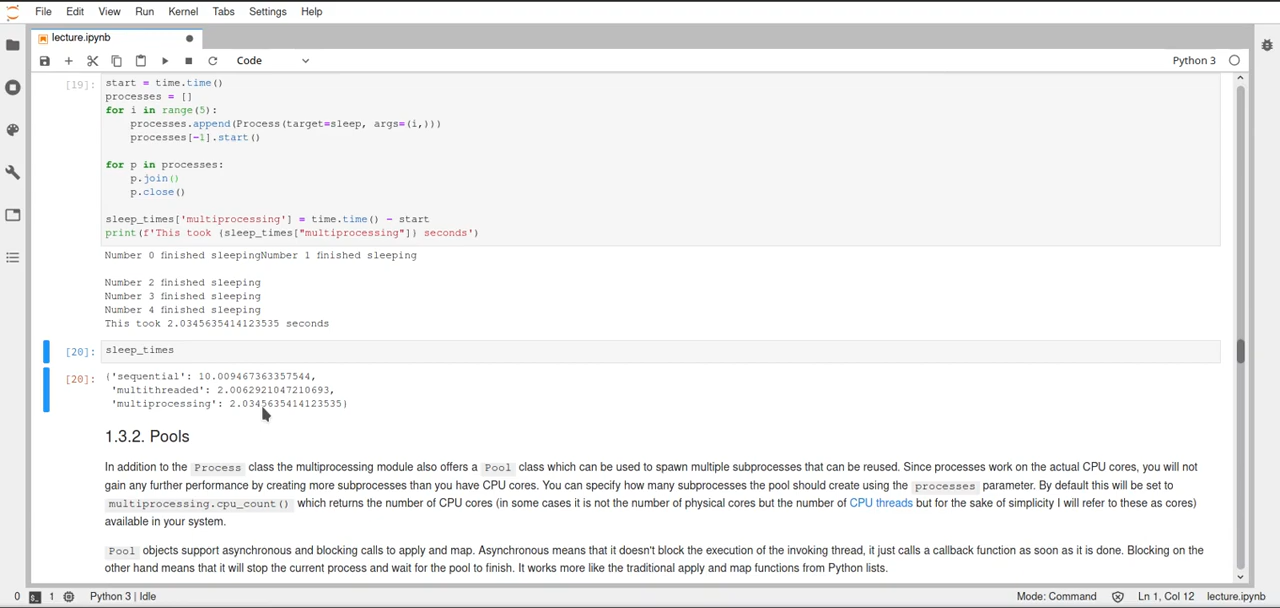 File Edit View Run Kernel Tabs Settings Help
lecture.ipynb
Code
Python 3
[19]:
start = time.time()
processes = []
for i in range(5):
    processes.append(Process(target=sleep, args=(i,)))
    processes[-1].start()
for p in processes:
    p.join()
    p.close()
sleep_times['multiprocessing'] = time.time() - start
print(f'This took {sleep_times["multiprocessing"]} seconds')
Number 0 finished sleepingNumber 1 finished sleeping
Number 2 finished sleeping
Number 3 finished sleeping
Number 4 finished sleeping
This took 2.0345635414123535 seconds
[20]: sleep_times
[20]: {'sequential': 10.009467363357544,
'multithreaded': 2.0062921047210693,
'multiprocessing': 2.0345635414123535}
1.3.2. Pools
In addition to the Process class the multiprocessing module also offers a Pool class which can be used to spawn multiple subprocesses that can be reused. Since processes work on the actual CPU cores, you will not
gain any further performance by creating more subprocesses than you have CPU cores. You can specify how many subprocesses the pool should create using the processes parameter. By default this will be set to
multiprocessing.cpu_count() which returns the number of CPU cores (in some cases it is not the number of physical cores but the number of CPU threads but for the sake of simplicity I will refer to these as cores)
available in your system.
Pool objects support asynchronous and blocking calls to apply and map. Asynchronous means that it doesn't block the execution of the invoking thread, it just calls a callback function as soon as it is done. Blocking on the
other hand means that it will stop the current process and wait for the pool to finish. It works more like the traditional apply and map functions from Python lists.
0 1 Python 3 | Idle Mode: Command Ln 1, Col 12 lecture.ipynb